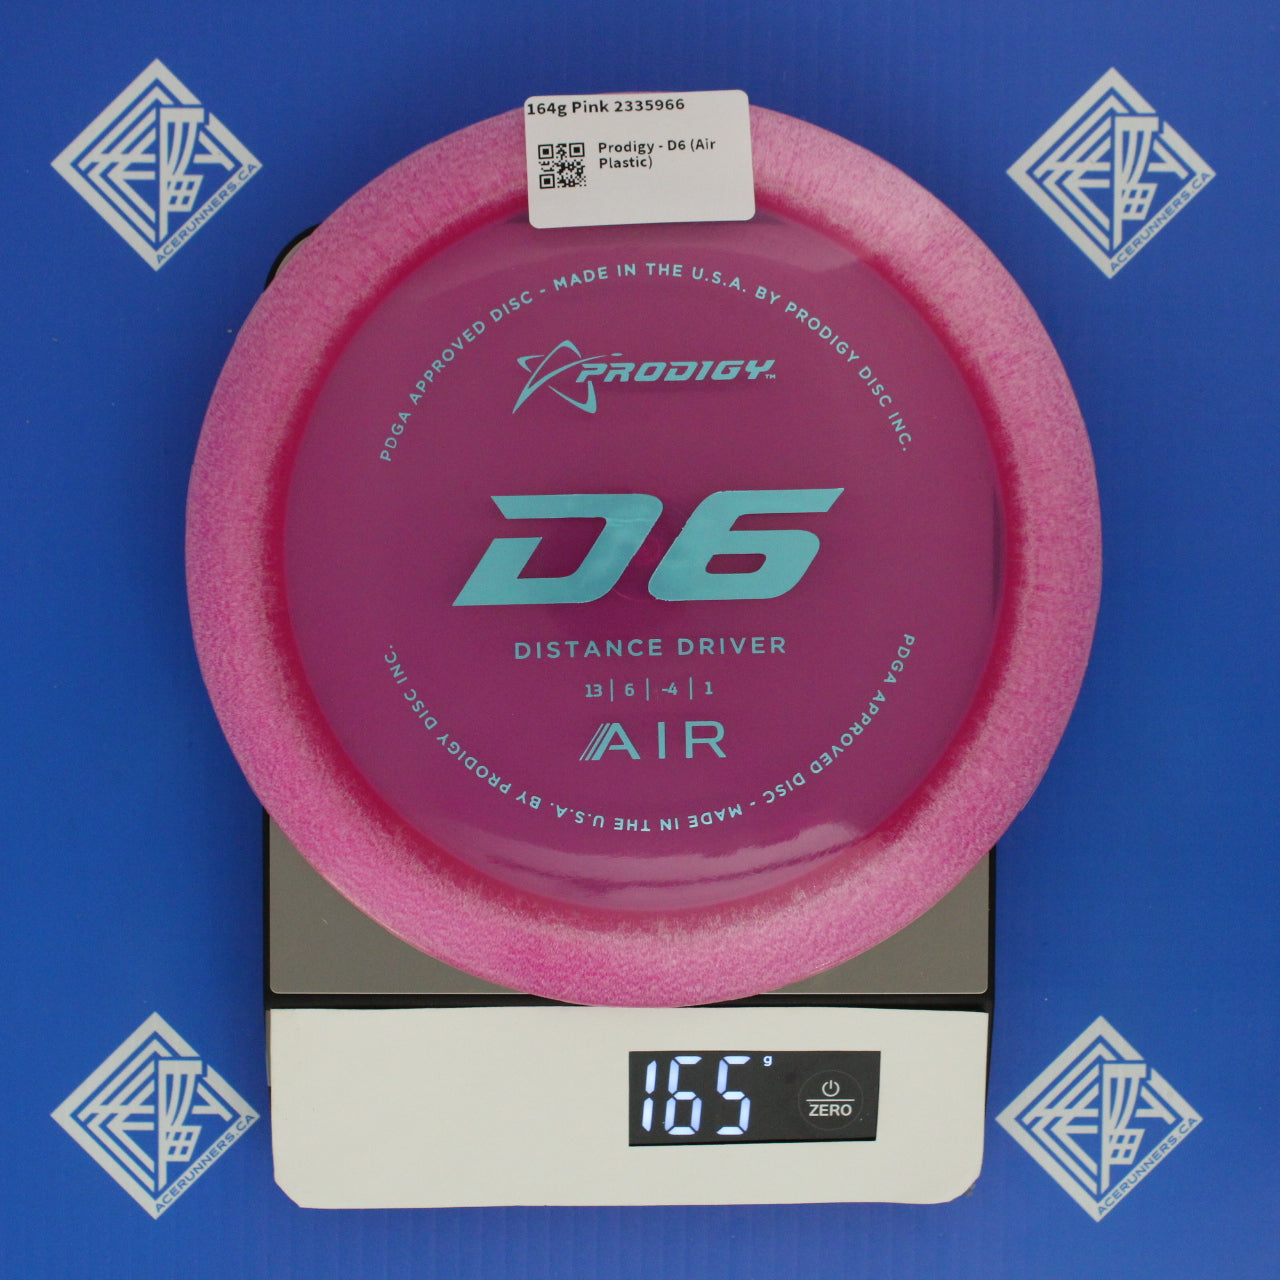 164g Pink 2335966
Prodigy - D6 (Air
Plastic)
PDGA APPROVED DISC - MADE IN THE U.S.A. BY PRODIGY DISC INC.
PRODIGY™
D6
DISTANCE DRIVER
13 | 6 | -4 | 1
AIR
PDGA APPROVED DISC - MADE IN THE U.S.A. BY PRODIGY DISC INC.
165 g
ZERO
ACERUNNERS.CA
ACERUNNERS.CA
ACERUNNERS.CA
ACERUNNERS.CA